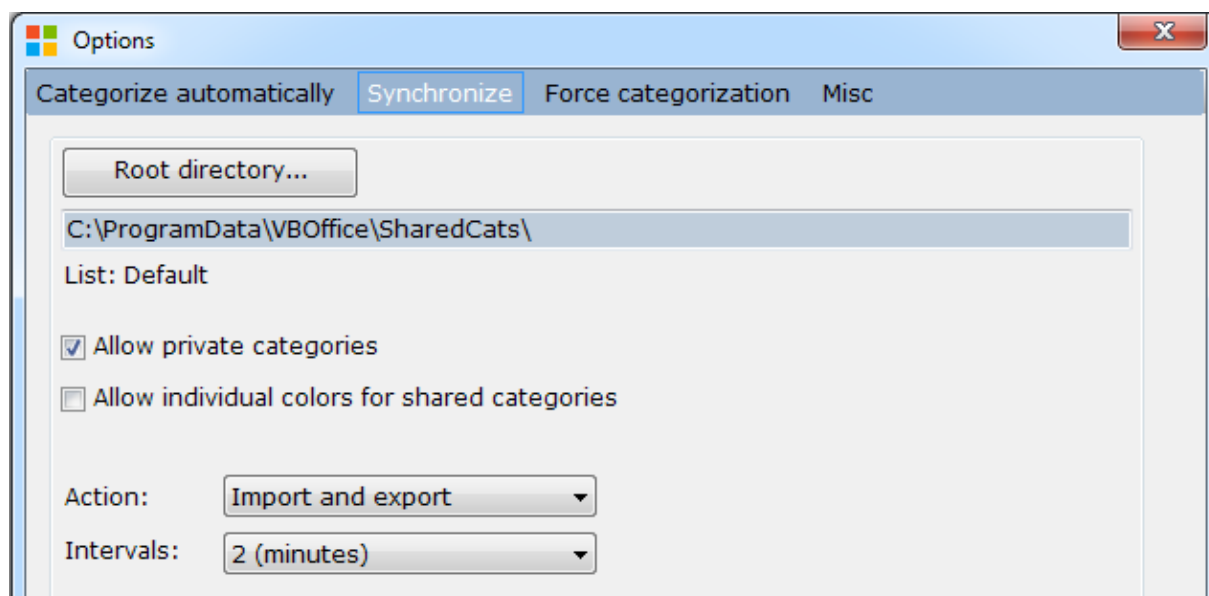 Options
Categorize automatically Synchronize Force categorization Misc
Root directory...
C:\ProgramData\VBOffice\SharedCats\
List: Default
Allow private categories
Allow individual colors for shared categories
Action: Import and export
Intervals: 2 (minutes)